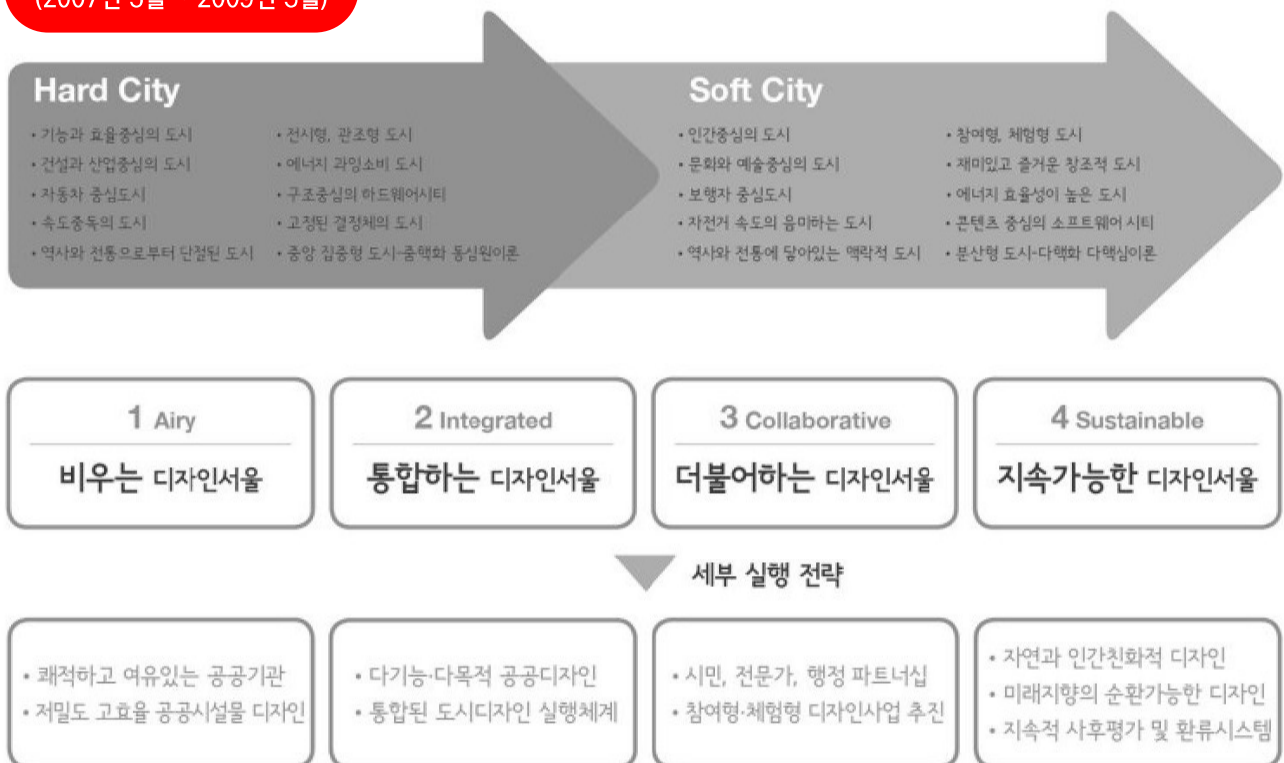 Hard City
• 기능과 효율중심의 도시
• 건설과 산업중심의 도시
• 자동차 중심도시
• 속도중독의 도시
• 역사와 전통으로부터 단절된 도시
• 전시형, 관조형 도시
• 에너지 과잉소비 도시
• 구조중심의 하드웨어시티
• 고정된 결정체의 도시
• 중앙 집중형 도시-중핵화 동심원이론
Soft City
• 인간중심의 도시
• 문화와 예술중심의 도시
• 보행자 중심도시
• 자전거 속도의 음미하는 도시
• 역사와 전통에 닿아있는 맥락적 도시
• 참여형, 체험형 도시
• 재미있고 즐거운 창조적 도시
• 에너지 효율성이 높은 도시
• 콘텐츠 중심의 소프트웨어 시티
• 분산형 도시-다핵화 다핵심이론
1 Airy
비우는 디자인서울
2 Integrated
통합하는 디자인서울
3 Collaborative
더불어하는 디자인서울
4 Sustainable
지속가능한 디자인서울
세부 실행 전략
• 쾌적하고 여유있는 공공기관
• 저밀도 고효율 공공시설물 디자인
• 다기능·다목적 공공디자인
• 통합된 도시디자인 실행체계
• 시민, 전문가, 행정 파트너십
• 참여형·체험형 디자인사업 추진
• 자연과 인간친화적 디자인
• 미래지향의 순환가능한 디자인
• 지속적 사후평가 및 환류시스템